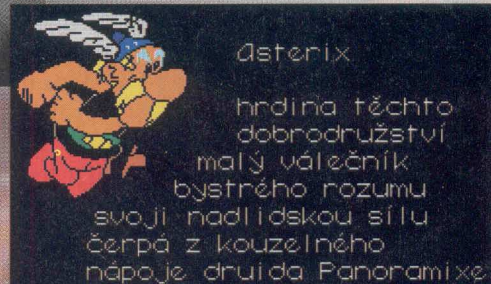 Asterix
hrdina těchto
dobrodružství
malý válečník
bystrého rozumu
svoji nadlidskou sílu
čerpá z kouzelného
nápoje druida Panoramixe